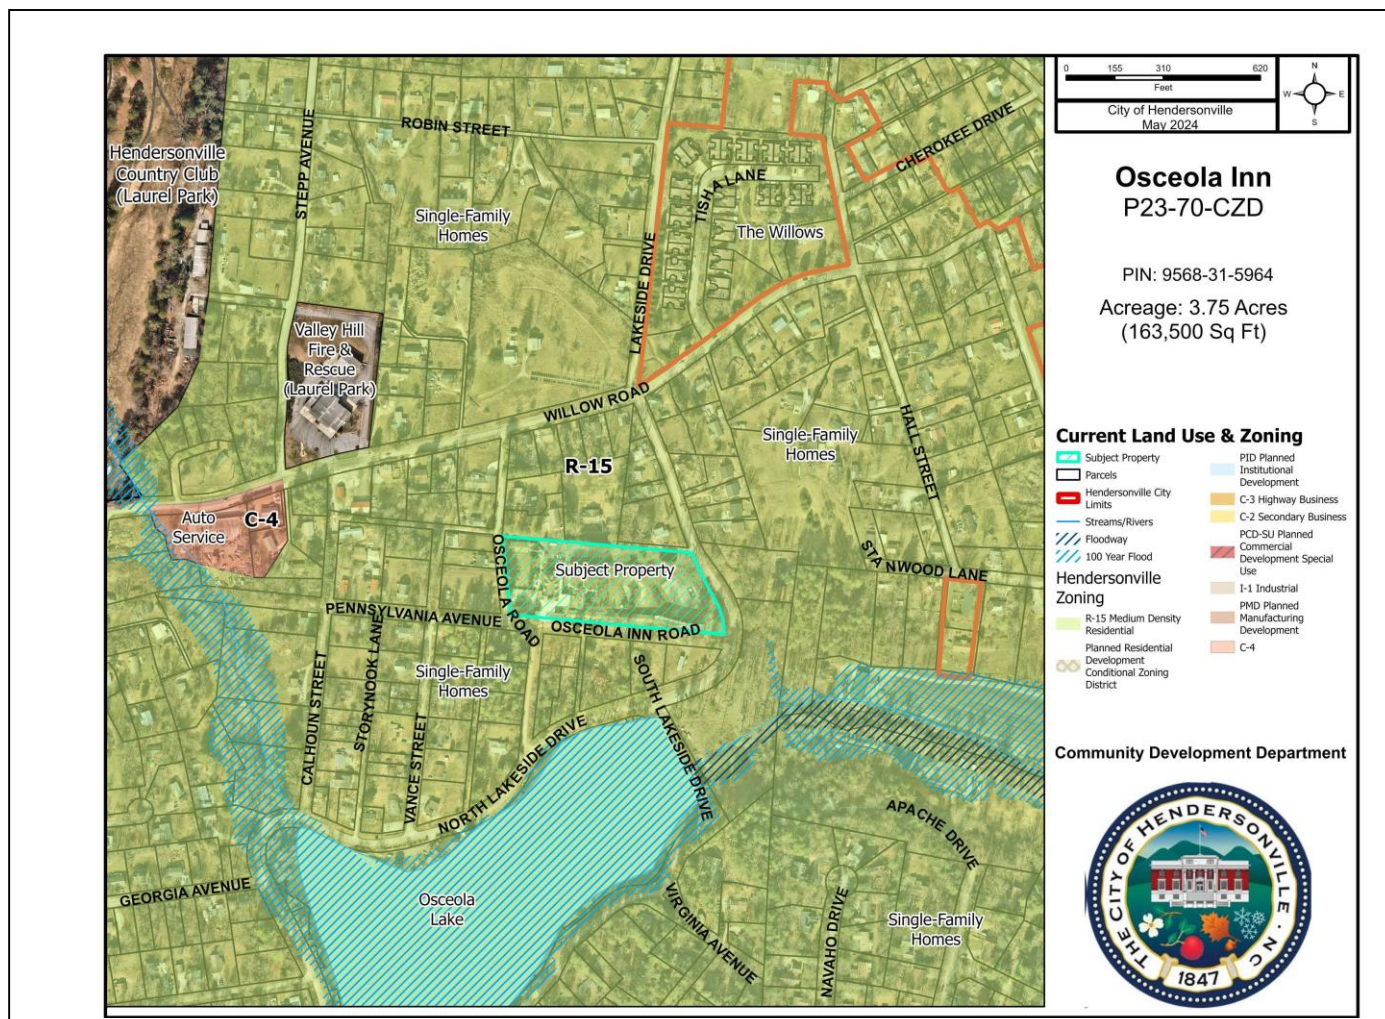 ROBIN STREET
STEPP AVENUE
Hendersonville
Country Club
(Laurel Park)
Single-Family
Homes
LAKESIDE DRIVE
TISHA LANE
The Willows
CHEROKEE DRIVE
Valley Hill
Fire &
Rescue
(Laurel Park)
WILLOW ROAD
HALL STREET
Single-Family
Homes
R-15
Auto
Service
C-4
OSCEOLA ROAD
Subject Property
STANWOOD LANE
PENNSYLVANIA AVENUE
OSCEOLA INN ROAD
CALHOUN STREET
STORYNOOK LANE
VANCE STREET
Single-Family
Homes
NORTH LAKESIDE DRIVE
SOUTH LAKESIDE DRIVE
APACHE DRIVE
GEORGIA AVENUE
Osceola
Lake
VIRGINIA AVENUE
NAVAHO DRIVE
Single-Family
Homes
0 155 310 620
Feet
City of Hendersonville
May 2024
N
W E
S
Osceola Inn
P23-70-CZD
PIN: 9568-31-5964
Acreage: 3.75 Acres
(163,500 Sq Ft)
Current Land Use & Zoning
Subject Property
Parcels
Hendersonville City
Limits
Streams/Rivers
Floodway
100 Year Flood
Hendersonville
Zoning
R-15 Medium Density
Residential
Planned Residential
Development
Conditional Zoning
District
PID Planned
Institutional
Development
C-3 Highway Business
C-2 Secondary Business
PCD-SU Planned
Commercial
Development Special
Use
I-1 Industrial
PMD Planned
Manufacturing
Development
C-4
Community Development Department
THE CITY OF HENDERSONVILLE · NC
1847